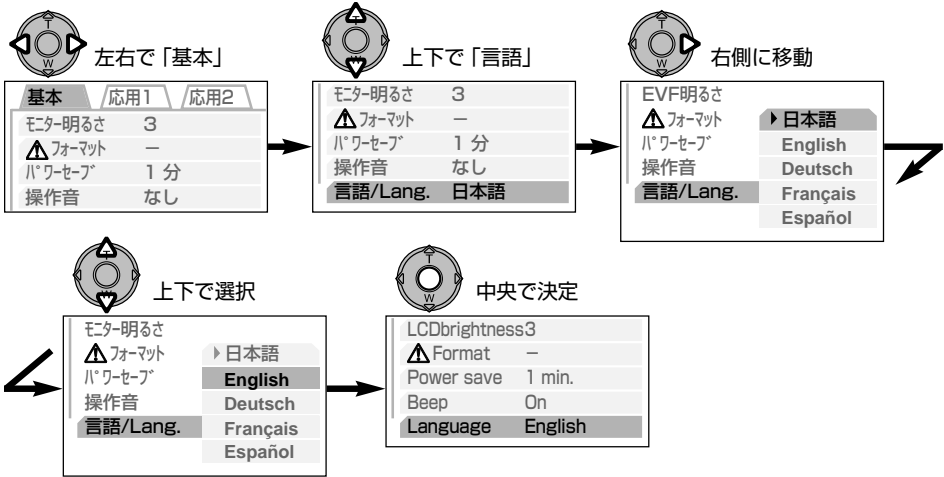 左右で「基本」
基本 応用1 応用2
モニター明るさ 3
フォーマット –
パワーセーブ 1 分
操作音 なし
上下で「言語」
モニター明るさ 3
フォーマット –
パワーセーブ 1 分
操作音 なし
言語/Lang. 日本語
右側に移動
EVF明るさ
フォーマット 日本語
パワーセーブ English
操作音 Deutsch
言語/Lang. Français
Español
上下で選択
モニター明るさ
フォーマット 日本語
パワーセーブ English
操作音 Deutsch
言語/Lang. Français
Español
中央で決定
LCDbrightness3
Format –
Power save 1 min.
Beep On
Language English